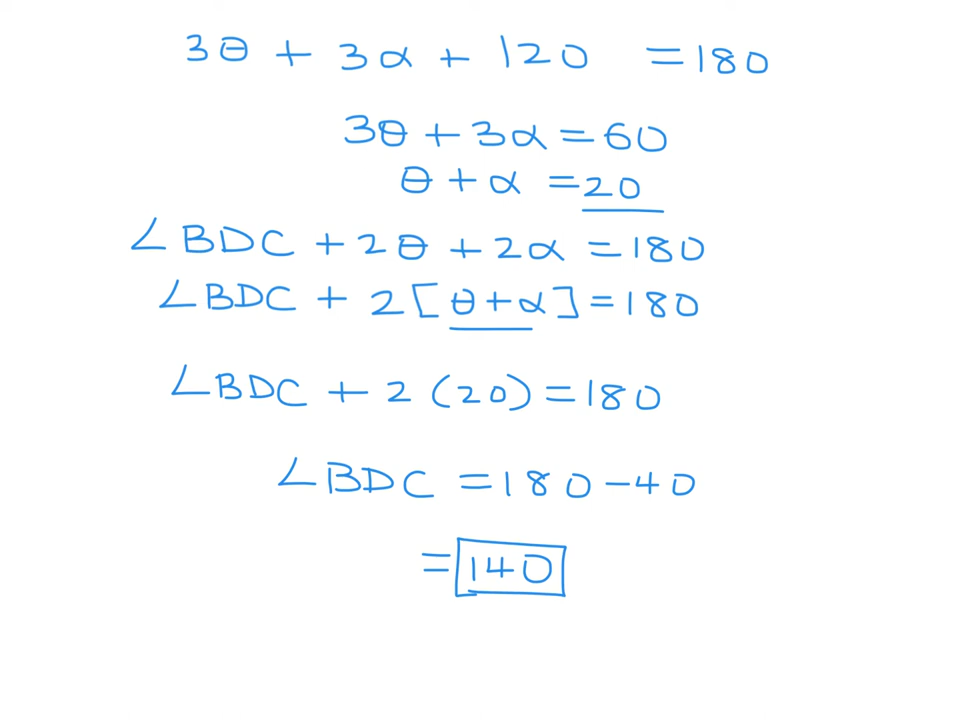 3θ + 3α + 120 = 180
3θ + 3α = 60
θ + α = 20
∠BDC + 2θ + 2α = 180
∠BDC + 2[θ + α] = 180
∠BDC + 2(20) = 180
∠BDC = 180 - 40
= 140